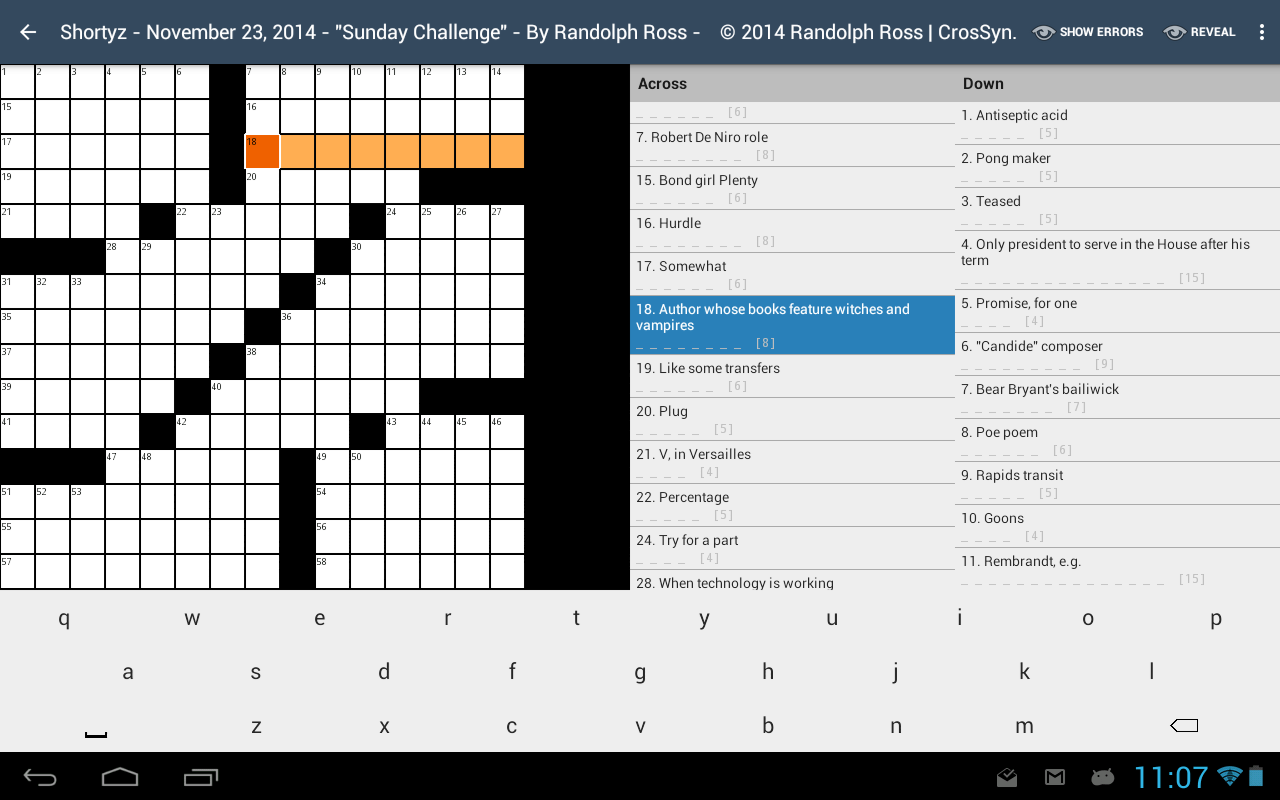 Shortyz - November 23, 2014 - "Sunday Challenge" - By Randolph Ross - © 2014 Randolph Ross | CrosSyn.
SHOW ERRORS
REVEAL
1 2 3 4 5 6 7 8 9 10 11 12 13 14
15 16
17 18
19 20
21 22 23 24 25 26 27
28 29 30
31 32 33 34
35 36
37 38
39 40
41 42 43 44 45 46
47 48 49 50
51 52 53 54
55 56
57 58
Across
_ _ _ _ _ _ [6]
7. Robert De Niro role
_ _ _ _ _ _ _ _ [8]
15. Bond girl Plenty
_ _ _ _ _ _ [6]
16. Hurdle
_ _ _ _ _ _ _ _ [8]
17. Somewhat
_ _ _ _ _ _ [6]
18. Author whose books feature witches and
vampires
_ _ _ _ _ _ _ _ [8]
19. Like some transfers
_ _ _ _ _ _ [6]
20. Plug
_ _ _ _ _ [5]
21. V, in Versailles
_ _ _ _ [4]
22. Percentage
_ _ _ _ _ [5]
24. Try for a part
_ _ _ _ [4]
28. When technology is working
Down
1. Antiseptic acid
_ _ _ _ _ [5]
2. Pong maker
_ _ _ _ _ [5]
3. Teased
_ _ _ _ _ [5]
4. Only president to serve in the House after his
term
_ _ _ _ _ _ _ _ _ _ _ _ _ _ _ [15]
5. Promise, for one
_ _ _ _ [4]
6. "Candide" composer
_ _ _ _ _ _ _ _ _ [9]
7. Bear Bryant's bailiwick
_ _ _ _ _ _ _ [7]
8. Poe poem
_ _ _ _ _ _ [6]
9. Rapids transit
_ _ _ _ _ [5]
10. Goons
_ _ _ _ [4]
11. Rembrandt, e.g.
_ _ _ _ _ _ _ _ _ _ _ _ _ _ _ [15]
q w e r t y u i o p
a s d f g h j k l
z x c v b n m
11:07